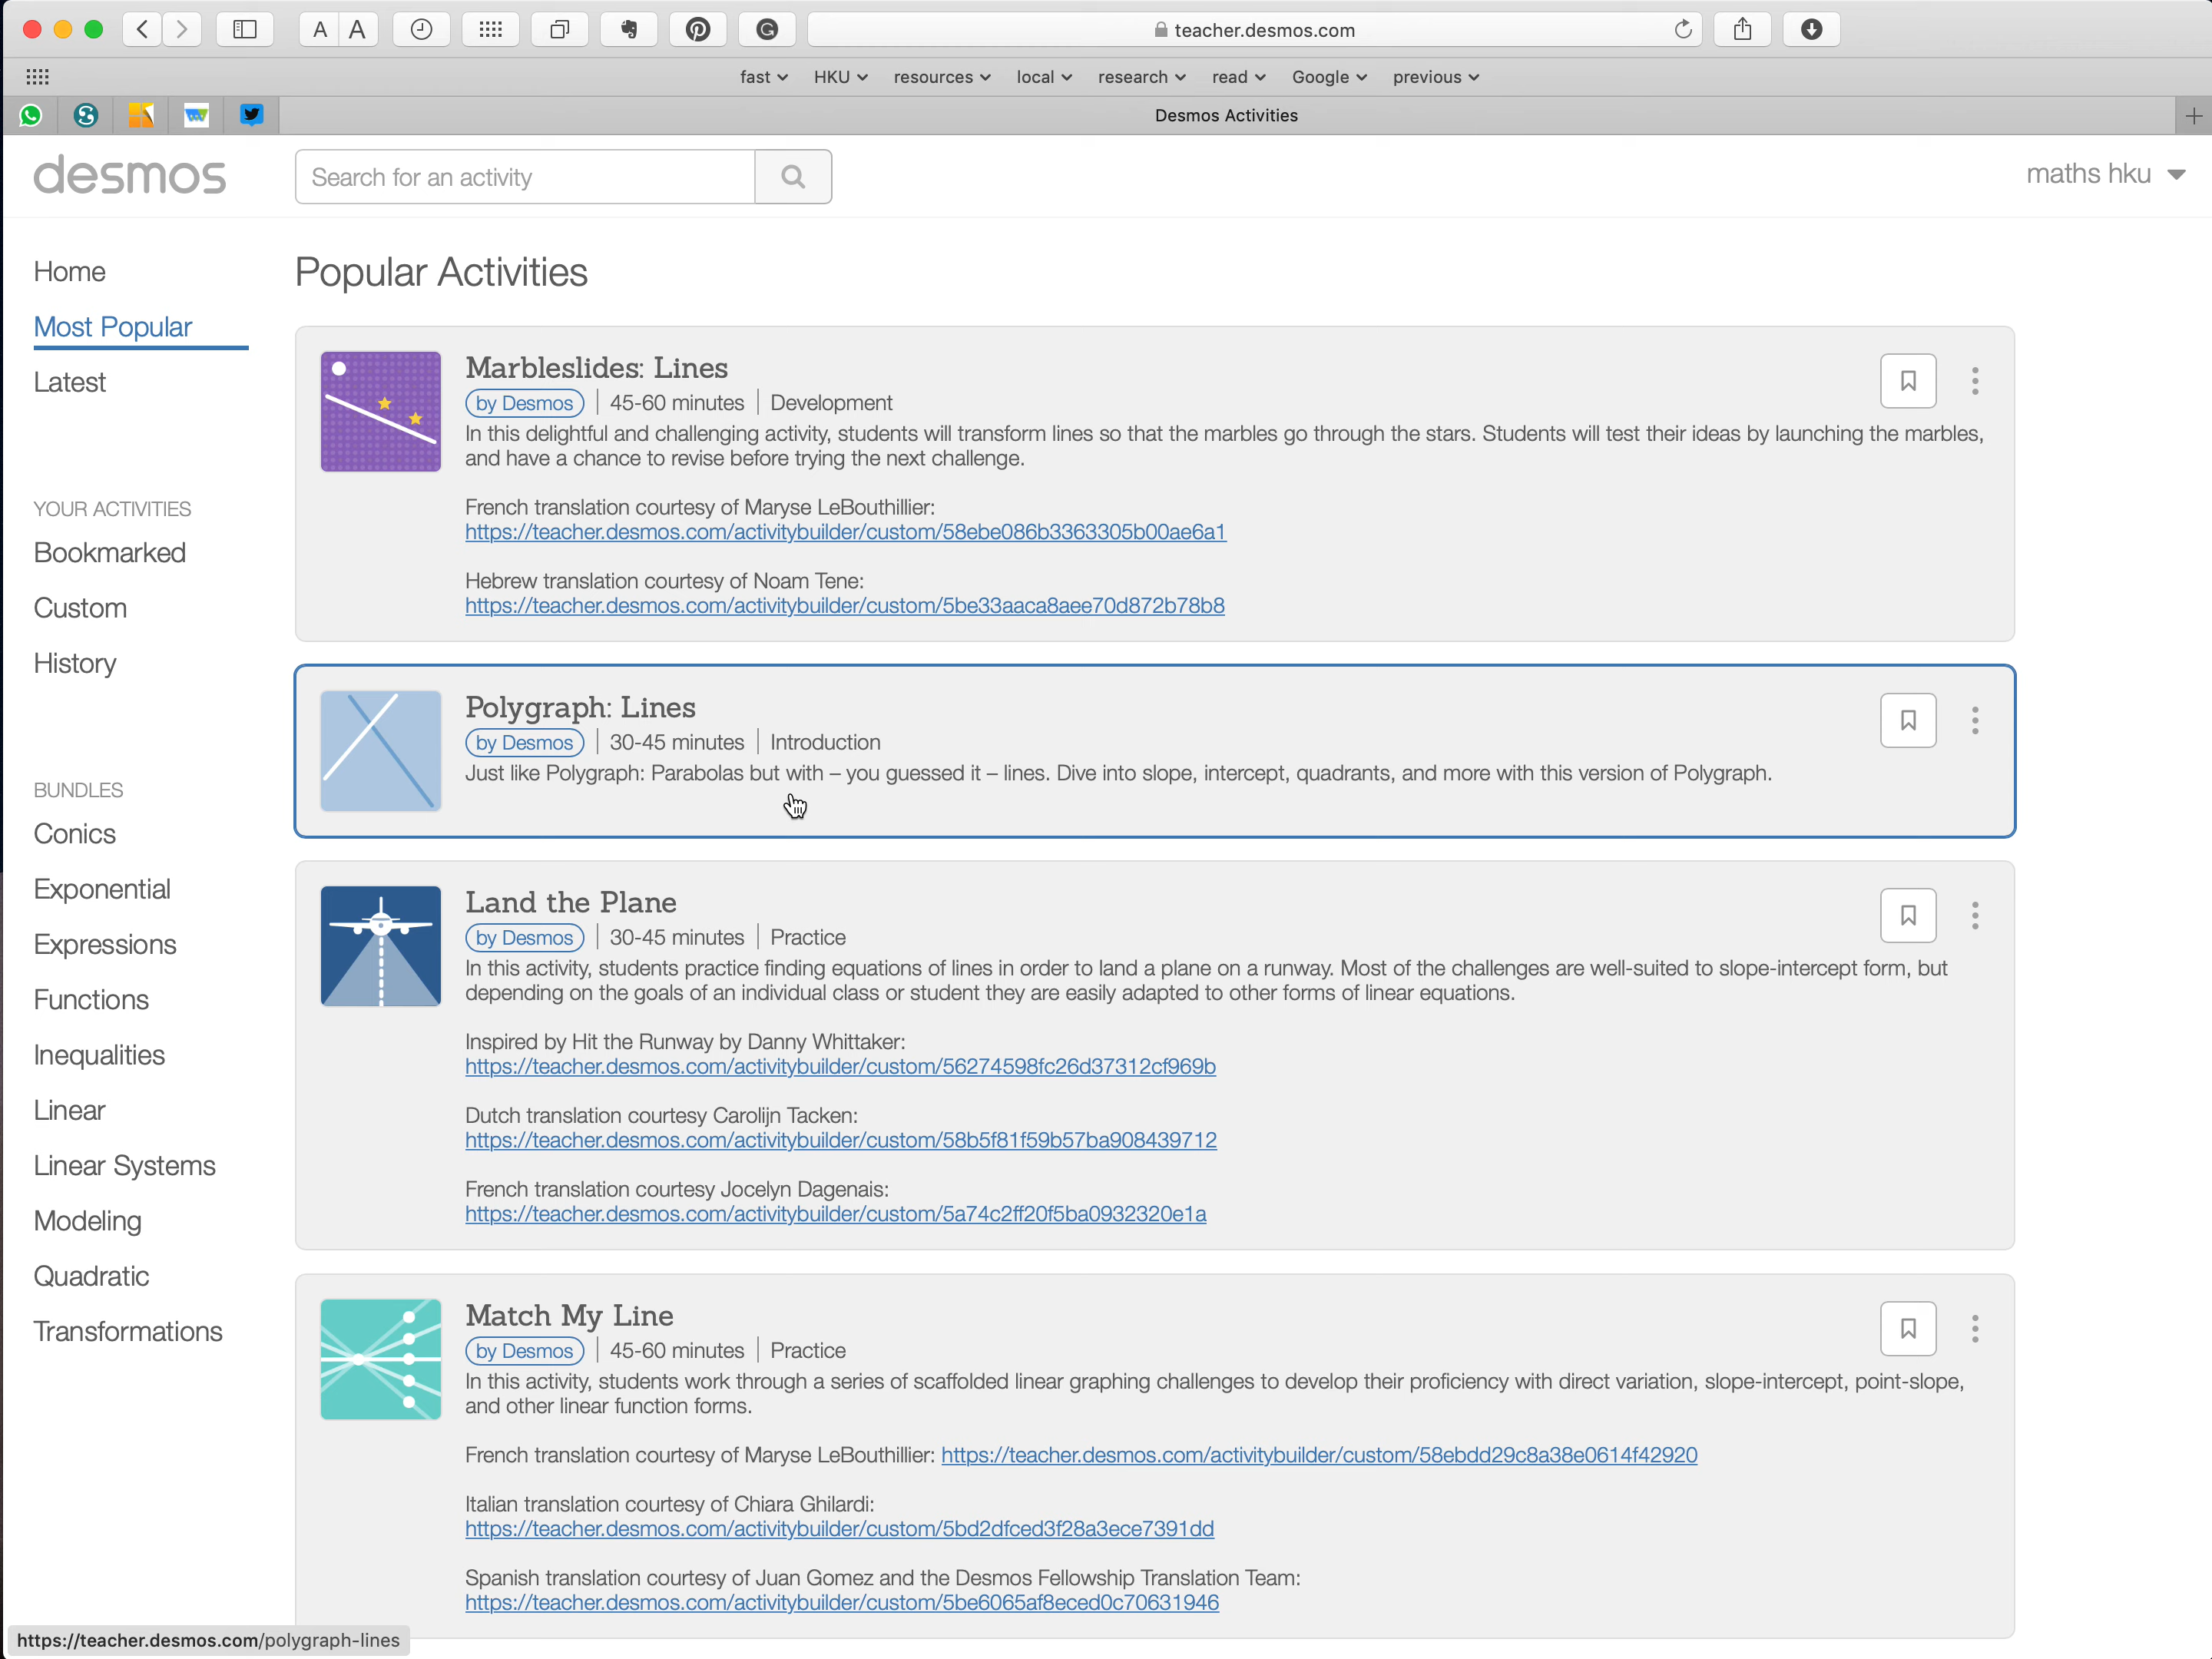 A A
teacher.desmos.com
fast HKU resources local research read Google previous
Desmos Activities
desmos
Search for an activity
maths hku
Home
Most Popular
Latest
YOUR ACTIVITIES
Bookmarked
Custom
History
BUNDLES
Conics
Exponential
Expressions
Functions
Inequalities
Linear
Linear Systems
Modeling
Quadratic
Transformations
Popular Activities
Marbleslides: Lines
by Desmos 45-60 minutes Development
In this delightful and challenging activity, students will transform lines so that the marbles go through the stars. Students will test their ideas by launching the marbles,
and have a chance to revise before trying the next challenge.
French translation courtesy of Maryse LeBouthillier:
https://teacher.desmos.com/activitybuilder/custom/58ebe086b3363305b00ae6a1
Hebrew translation courtesy of Noam Tene:
https://teacher.desmos.com/activitybuilder/custom/5be33aaca8aee70d872b78b8
Polygraph: Lines
by Desmos 30-45 minutes Introduction
Just like Polygraph: Parabolas but with – you guessed it – lines. Dive into slope, intercept, quadrants, and more with this version of Polygraph.
Land the Plane
by Desmos 30-45 minutes Practice
In this activity, students practice finding equations of lines in order to land a plane on a runway. Most of the challenges are well-suited to slope-intercept form, but
depending on the goals of an individual class or student they are easily adapted to other forms of linear equations.
Inspired by Hit the Runway by Danny Whittaker:
https://teacher.desmos.com/activitybuilder/custom/56274598fc26d37312cf969b
Dutch translation courtesy Carolijn Tacken:
https://teacher.desmos.com/activitybuilder/custom/58b5f81f59b57ba908439712
French translation courtesy Jocelyn Dagenais:
https://teacher.desmos.com/activitybuilder/custom/5a74c2ff20f5ba0932320e1a
Match My Line
by Desmos 45-60 minutes Practice
In this activity, students work through a series of scaffolded linear graphing challenges to develop their proficiency with direct variation, slope-intercept, point-slope,
and other linear function forms.
French translation courtesy of Maryse LeBouthillier: https://teacher.desmos.com/activitybuilder/custom/58ebdd29c8a38e0614f42920
Italian translation courtesy of Chiara Ghilardi:
https://teacher.desmos.com/activitybuilder/custom/5bd2dfced3f28a3ece7391dd
Spanish translation courtesy of Juan Gomez and the Desmos Fellowship Translation Team:
https://teacher.desmos.com/activitybuilder/custom/5be6065af8eced0c70631946
https://teacher.desmos.com/polygraph-lines